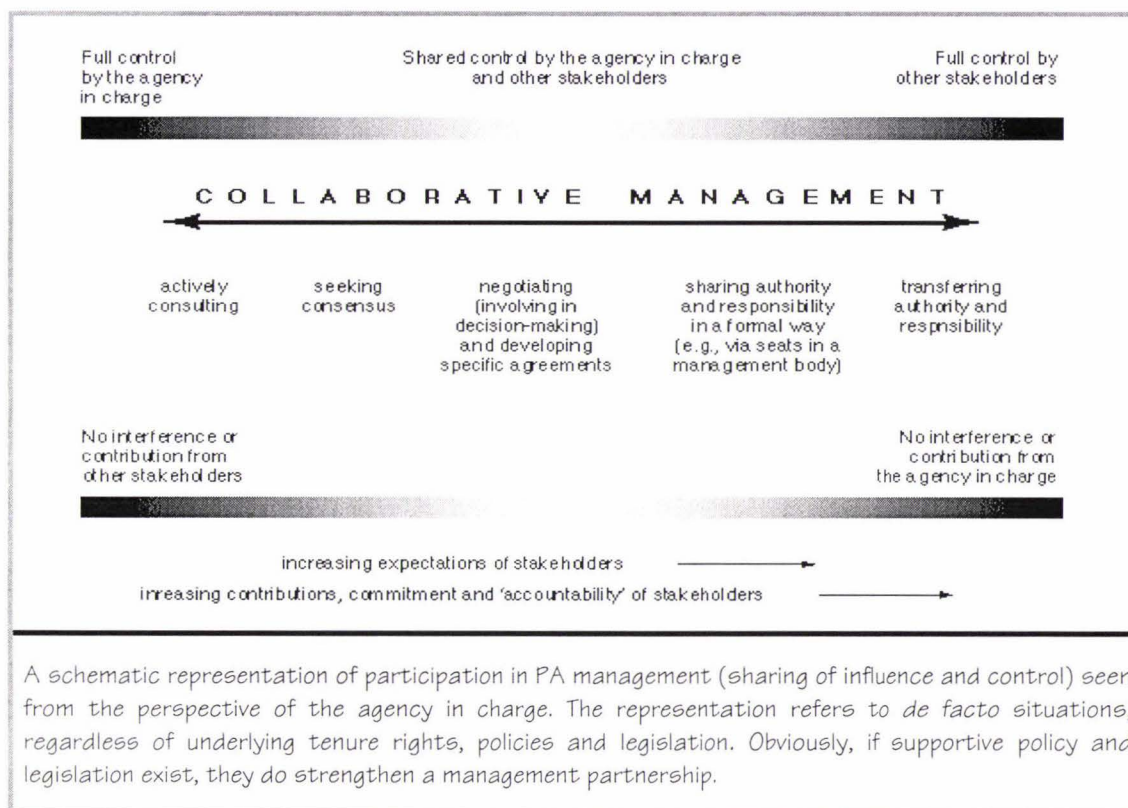 Full control
by the agency
in charge
Shared control by the agency in charge
and other stakeholders
Full control by
other stakeholders
COLLABORATIVE MANAGEMENT
actively
consulting
seeking
consensus
negotiating
(involving in
decision-making)
and developing
specific agreements
sharing authority
and responsibility
in a formal way
(e.g., via seats in a
management body)
transferring
authority and
respnsibility
No interference or
contribution from
other stakeholders
No interference or
contribution from
the agency in charge
increasing expectations of stakeholders
inreasing contributions, commitment and ‘accountability’ of stakeholders
A schematic representation of participation in PA management (sharing of influence and control) seen
from the perspective of the agency in charge. The representation refers to de facto situations,
regardless of underlying tenure rights, policies and legislation. Obviously, if supportive policy and
legislation exist, they do strengthen a management partnership.